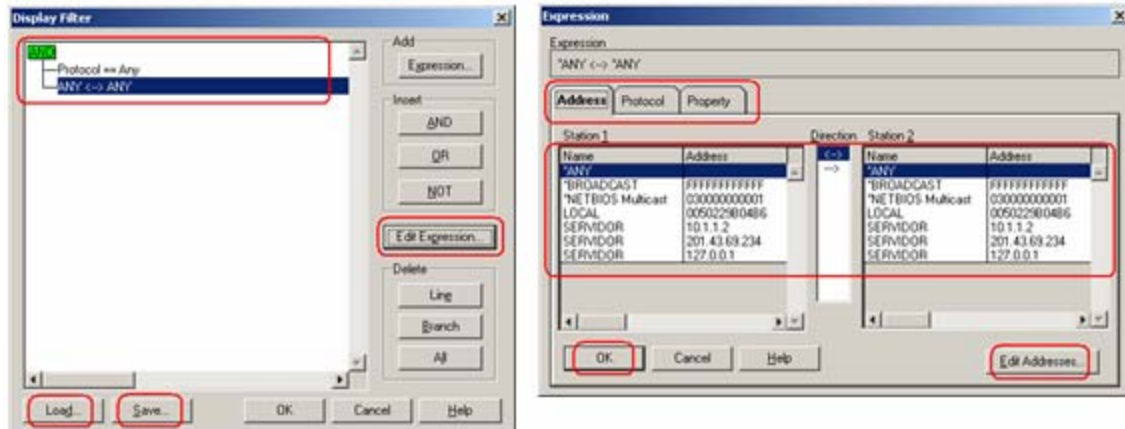 Display Filter
AND
Protocol == Any
ANY <--> ANY
Add
Expression...
Insert
AND
OR
NOT
Edit Expression...
Delete
Line
Branch
All
Load...
Save...
OK
Cancel
Help
Expression
Expression
*ANY <--> *ANY
Address
Protocol
Property
Station 1
Name Address
*ANY
*BROADCAST FFFFFFFFFFFF
*NETBIOS Multicast 030000000001
LOCAL 0050229B04B6
SERVIDOR 10.1.1.2
SERVIDOR 201.43.69.234
SERVIDOR 127.0.0.1
Direction
<-->
-->
Station 2
Name Address
*ANY
*BROADCAST FFFFFFFFFFFF
*NETBIOS Multicast 030000000001
LOCAL 0050229B04B6
SERVIDOR 10.1.1.2
SERVIDOR 201.43.69.234
SERVIDOR 127.0.0.1
OK
Cancel
Help
Edit Addresses...